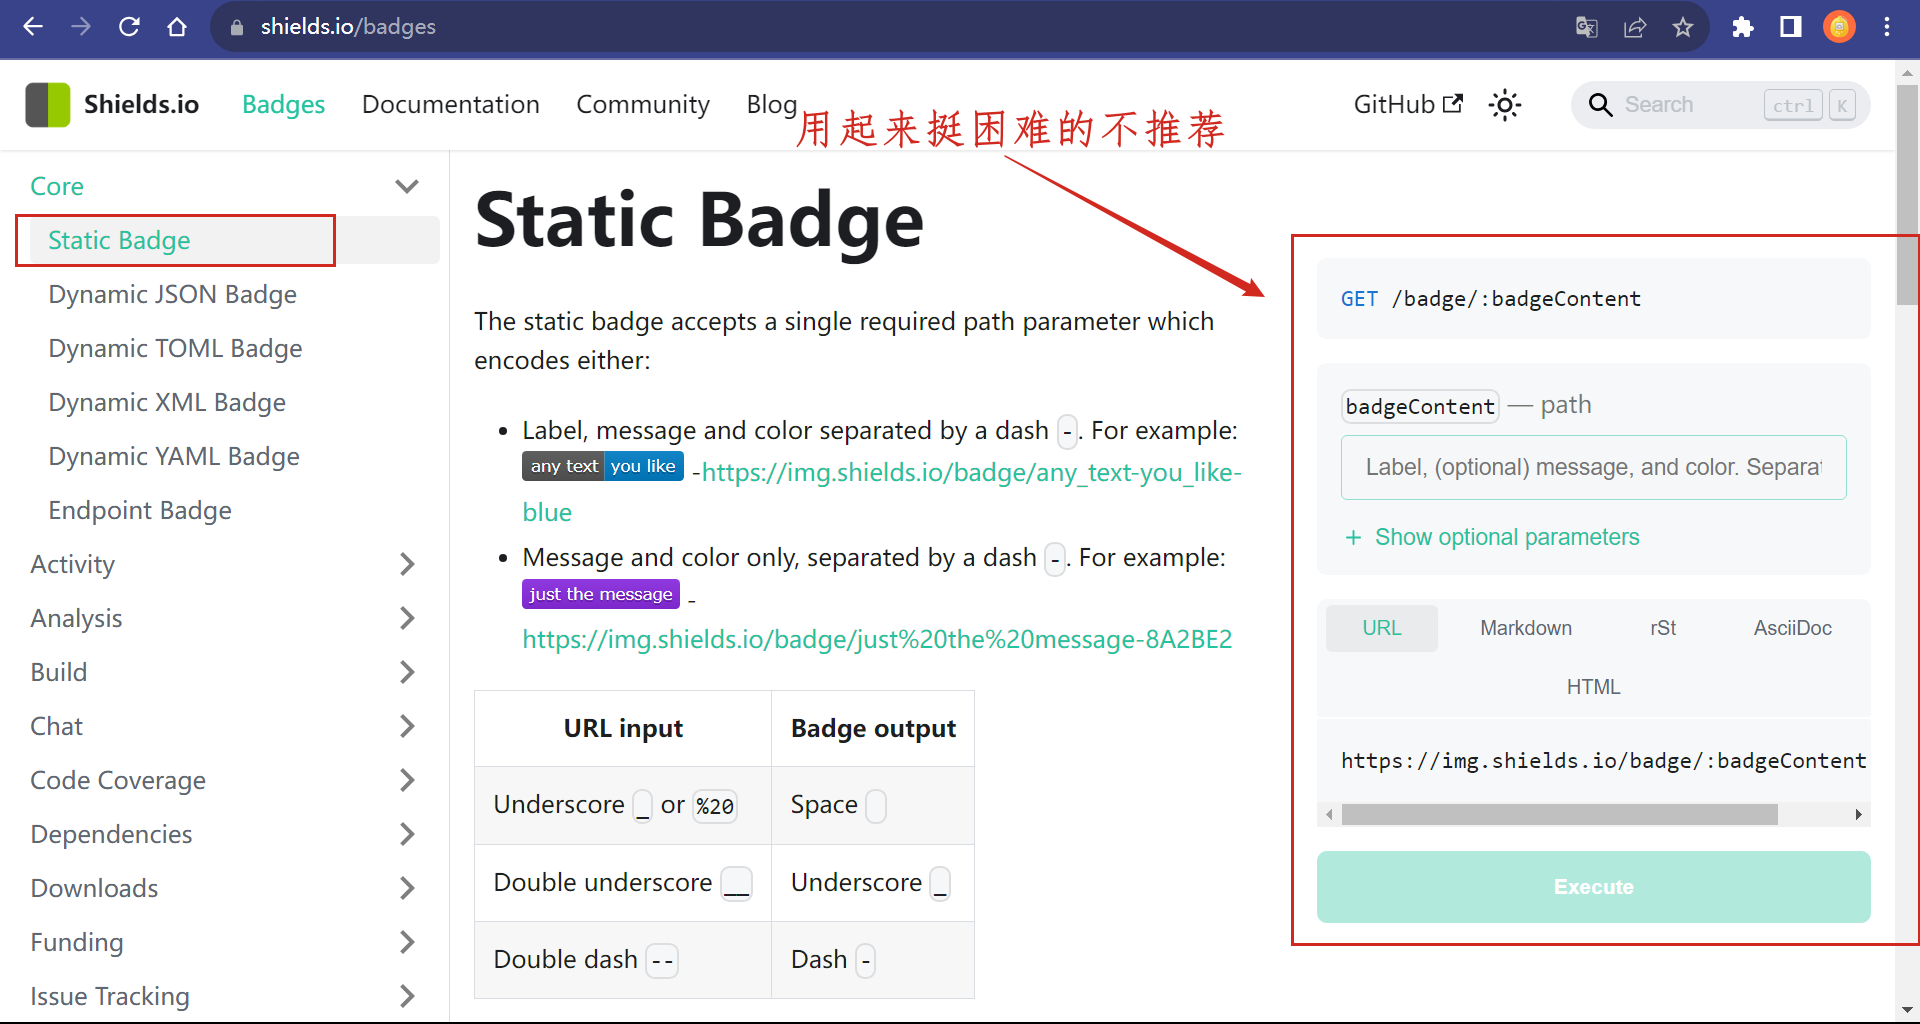 shields.io/badges
Shields.io
Badges
Documentation
Community
Blog
GitHub
Search
ctrl
K
用起来挺困难的不推荐
Core
Static Badge
Dynamic JSON Badge
Dynamic TOML Badge
Dynamic XML Badge
Dynamic YAML Badge
Endpoint Badge
Activity
Analysis
Build
Chat
Code Coverage
Dependencies
Downloads
Funding
Issue Tracking
Static Badge
The static badge accepts a single required path parameter which
encodes either:
Label, message and color separated by a dash -. For example:
any text you like -https://img.shields.io/badge/any_text-you_like-
blue
Message and color only, separated by a dash -. For example:
just the message -
https://img.shields.io/badge/just%20the%20message-8A2BE2
URL input Badge output
Underscore _ or %20 Space
Double underscore __ Underscore _
Double dash -- Dash -
GET /badge/:badgeContent
badgeContent — path
Label, (optional) message, and color. Separat
+ Show optional parameters
URL
Markdown
rSt
AsciiDoc
HTML
https://img.shields.io/badge/:badgeContent
Execute